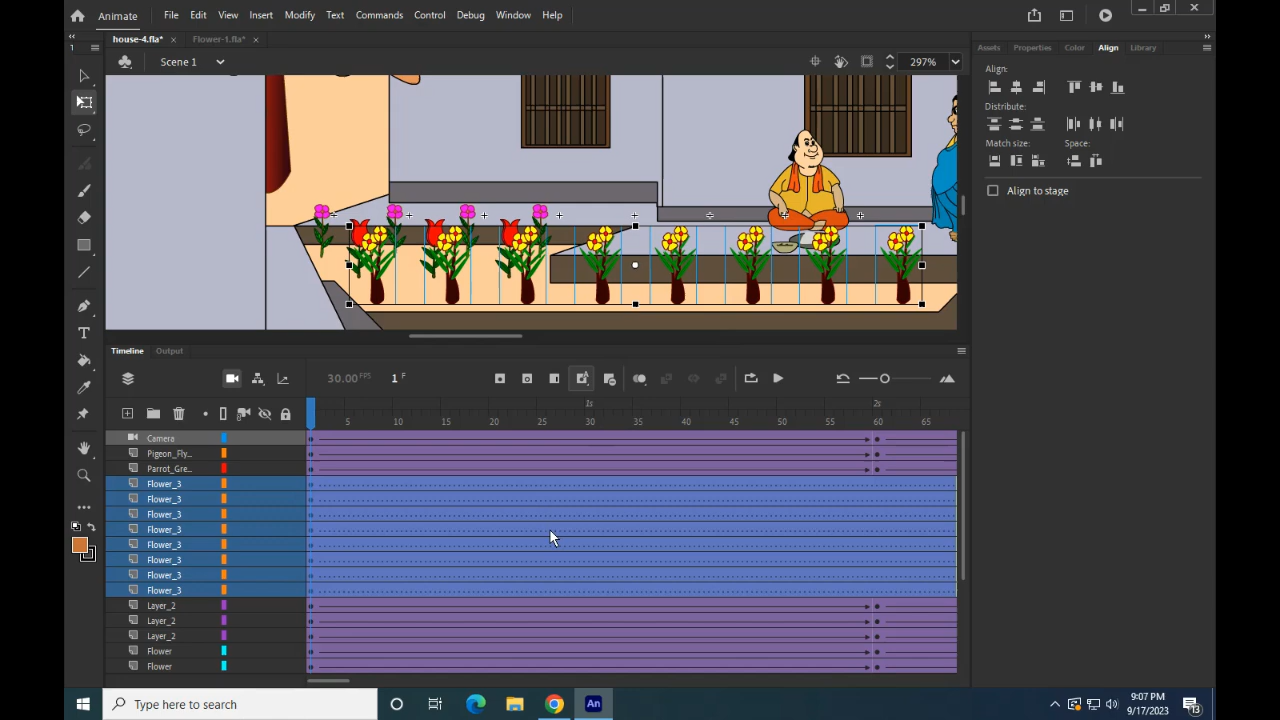 Animate
File Edit View Insert Modify Text Commands Control Debug Window Help
house-4.fla* × Flower-1.fla* ×
Assets Properties Color Align Library
1
Scene 1
297%
Align:
Distribute:
Match size: Space:
Align to stage
Timeline Output
30.00 FPS 1 F
1s 2s
5 10 15 20 25 30 35 40 45 50 55 60 65
Camera
Pigeon_Fly...
Parrot_Gre...
Flower_3
Flower_3
Flower_3
Flower_3
Flower_3
Flower_3
Flower_3
Flower_3
Layer_2
Layer_2
Layer_2
Flower
Flower
Type here to search
An
9:07 PM
9/17/2023
13